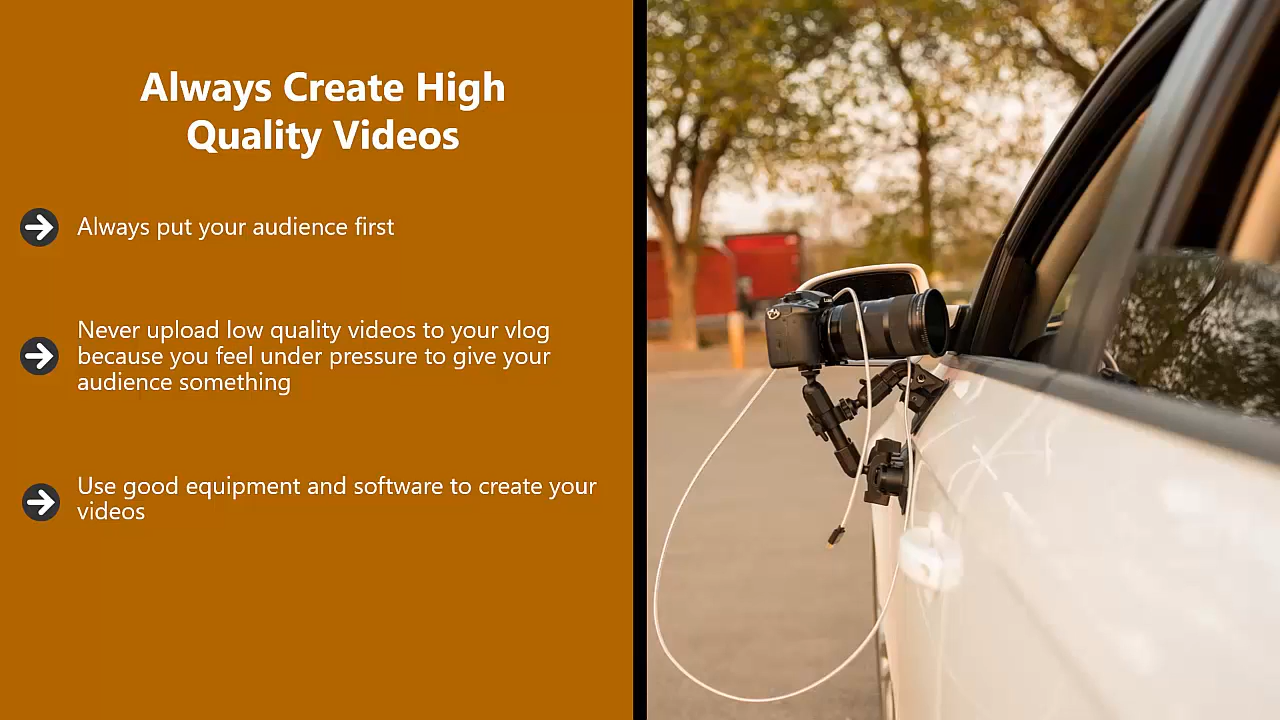 Always Create High
Quality Videos
Always put your audience first
Never upload low quality videos to your vlog
because you feel under pressure to give your
audience something
Use good equipment and software to create your
videos